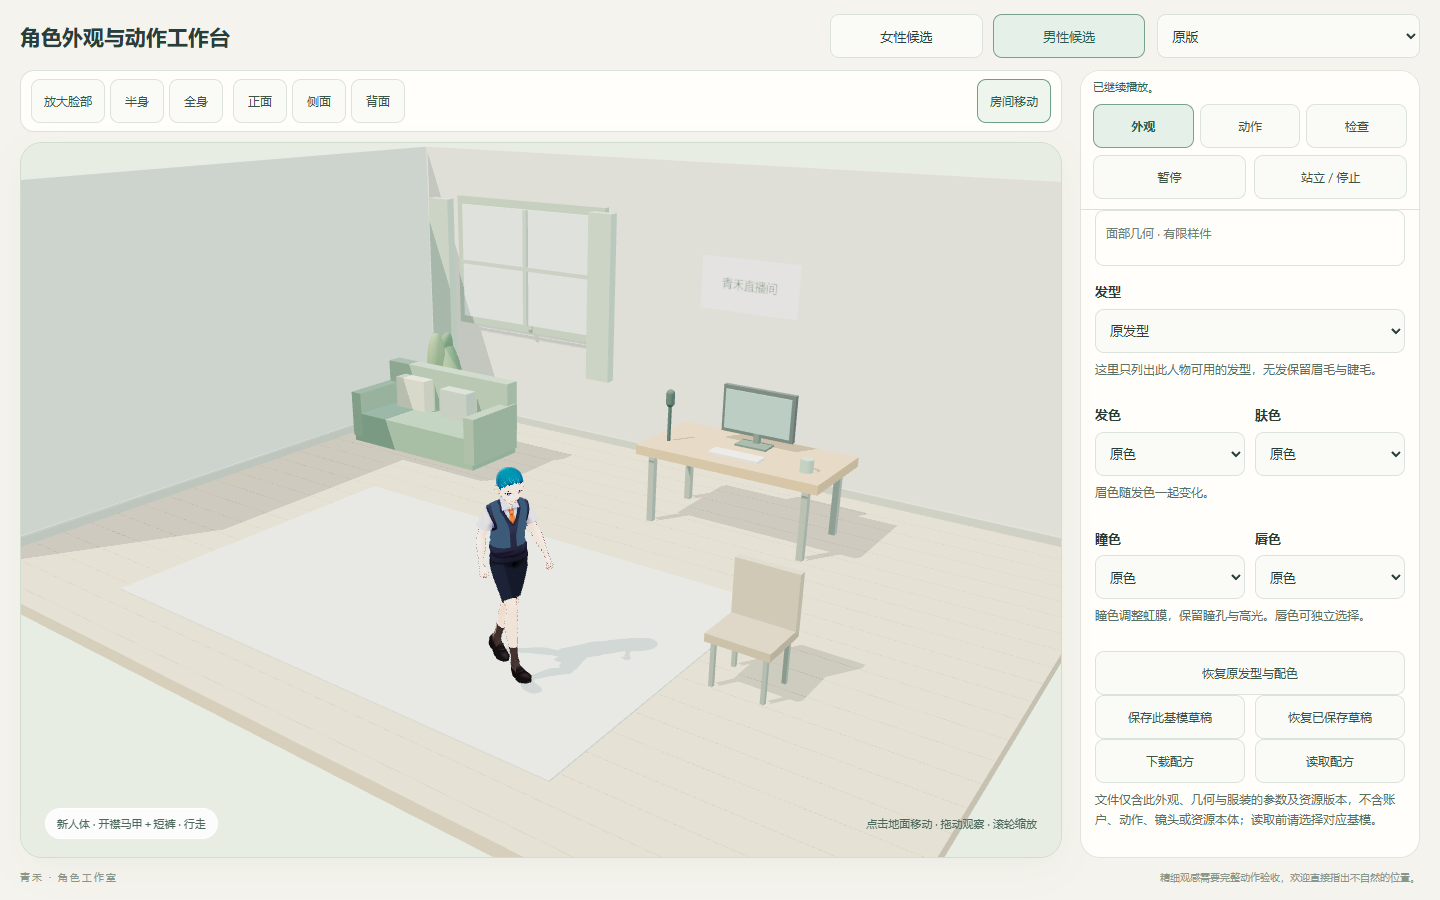 角色外观与动作工作台
女性候选
男性候选
原版
放大脸部
半身
全身
正面
侧面
背面
房间移动
已继续播放。
外观
动作
检查
暂停
站立 / 停止
面部几何 · 有限样件
发型
原发型
这里只列出此人物可用的发型，无发保留眉毛与睫毛。
发色
肤色
原色
原色
眉色随发色一起变化。
瞳色
唇色
原色
原色
瞳色调整虹膜，保留瞳孔与高光。唇色可独立选择。
恢复原发型与配色
保存此基模草稿
恢复已保存草稿
下载配方
读取配方
文件仅含此外观、几何与服装的参数及资源版本，不含账
户、动作、镜头或资源本体；读取前请选择对应基模。
青禾直播间
新人体 · 开襟马甲 + 短裤 · 行走
点击地面移动 · 拖动观察 · 滚轮缩放
青禾 · 角色工作室
精细观感需要完整动作验收，欢迎直接指出不自然的位置。